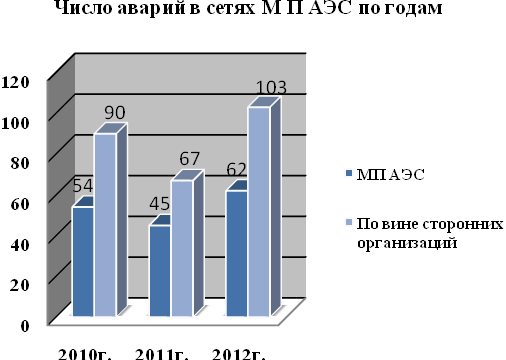 Число аварий в сетях М П АЭС по годам
120
100
80
60
40
20
0
54
90
45
67
62
103
2010г. 2011г. 2012г.
МП АЭС
По вине сторонних
организаций